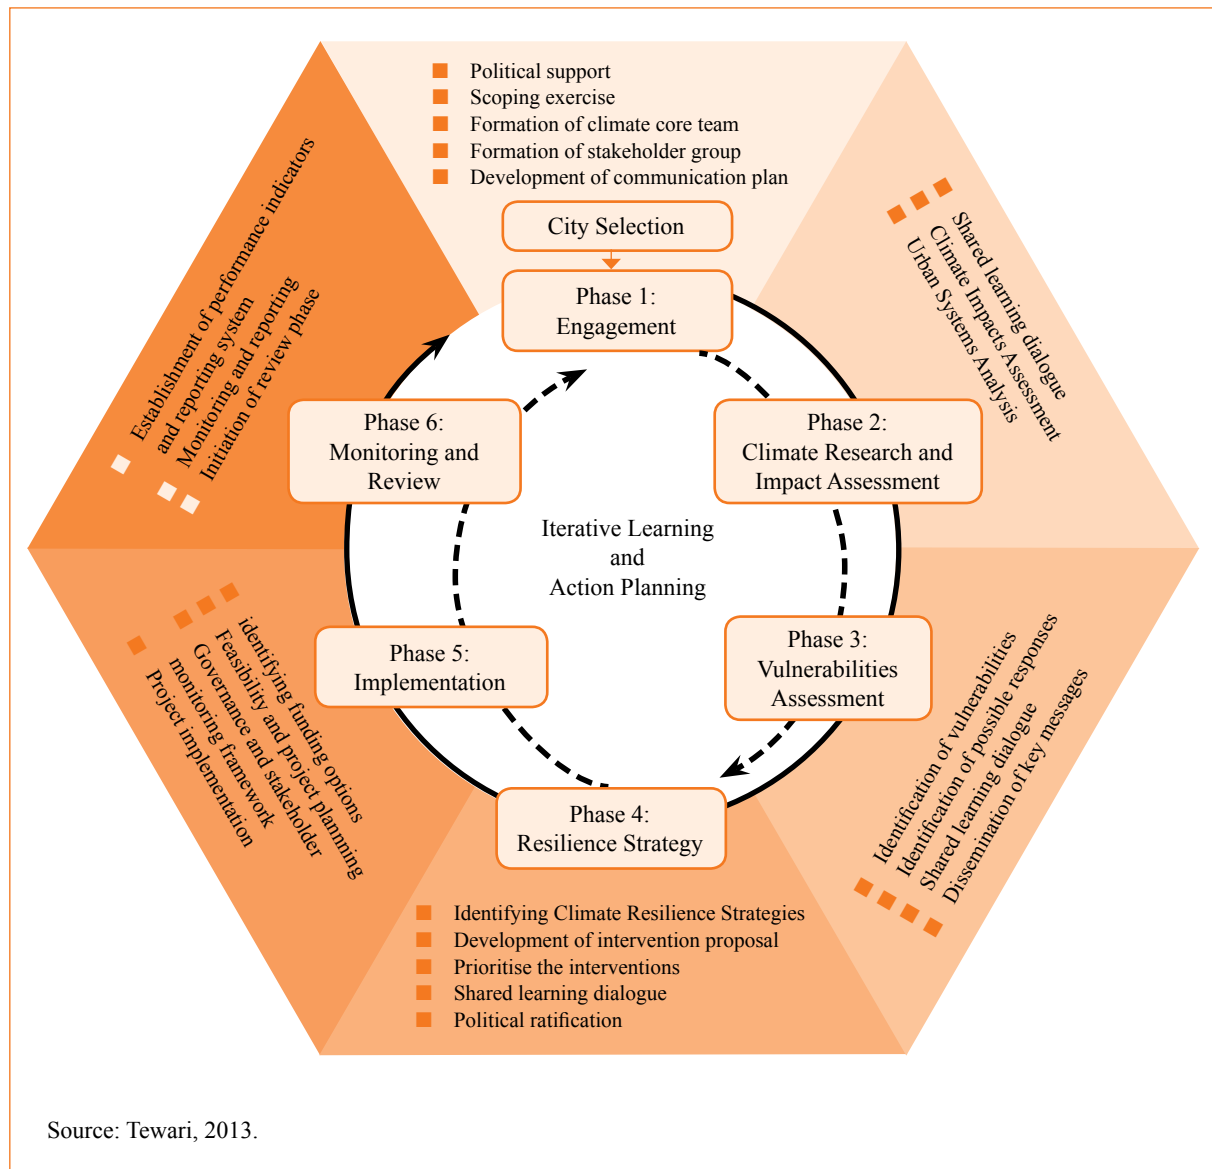 Political support
Scoping exercise
Formation of climate core team
Formation of stakeholder group
Development of communication plan
City Selection
Phase 1:
Engagement
Shared learning dialogue
Climate Impacts Assessment
Urban Systems Analysis
Phase 2:
Climate Research and
Impact Assessment
Phase 3:
Vulnerabilities
Assessment
Identification of vulnerabilities
Identification of possible responses
Shared learning dialogue
Dissemination of key messages
Phase 4:
Resilience Strategy
Identifying Climate Resilience Strategies
Development of intervention proposal
Prioritise the interventions
Shared learning dialogue
Political ratification
Phase 5:
Implementation
identifying funding options
Feasibility and project plannning
Governance and stakeholder
monitoring framework
Project implementation
Phase 6:
Monitoring and
Review
Establishment of performance indicators
and reporting system
Monitoring and reporting
Initiation of review phase
Iterative Learning
and
Action Planning
Source: Tewari, 2013.